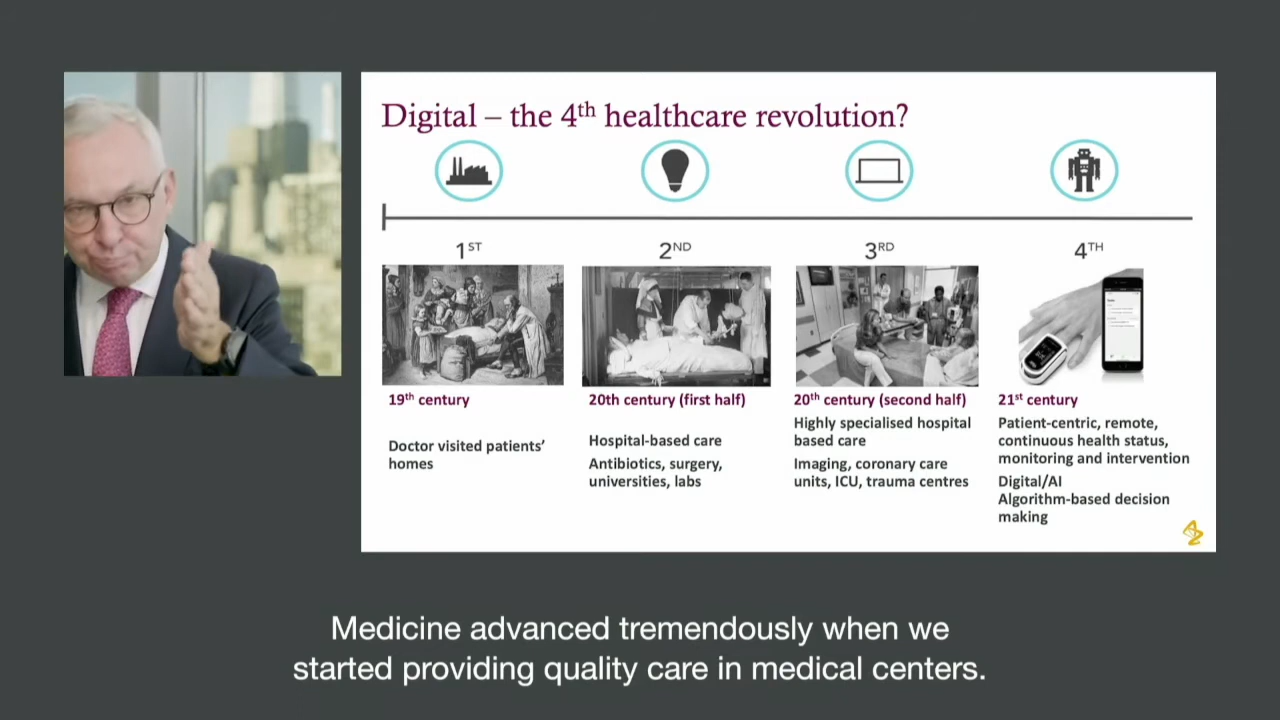 Digital – the 4th healthcare revolution?
1ST
2ND
3RD
4TH
19th century
Doctor visited patients’
homes
20th century (first half)
Hospital-based care
Antibiotics, surgery,
universities, labs
20th century (second half)
Highly specialised hospital
based care
Imaging, coronary care
units, ICU, trauma centres
21st century
Patient-centric, remote,
continuous health status,
monitoring and intervention
Digital/AI
Algorithm-based decision
making
Medicine advanced tremendously when we
started providing quality care in medical centers.